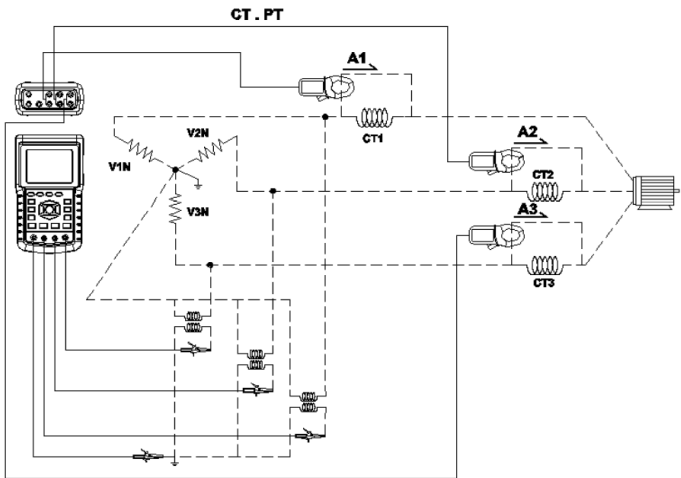 CT . PT
A1
CT1
V2N
V1N
A2
CT2
V3N
A3
CT3